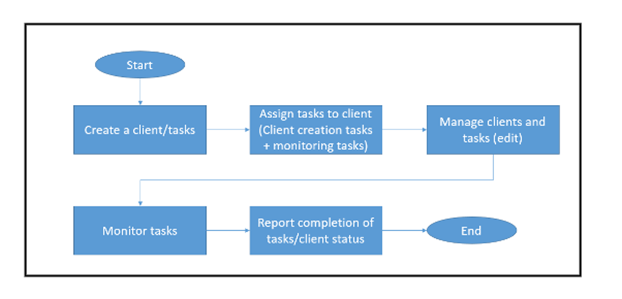 Start
Create a client/tasks
Assign tasks to client
(Client creation tasks
+ monitoring tasks)
Manage clients and
tasks (edit)
Monitor tasks
Report completion of
tasks/client status
End